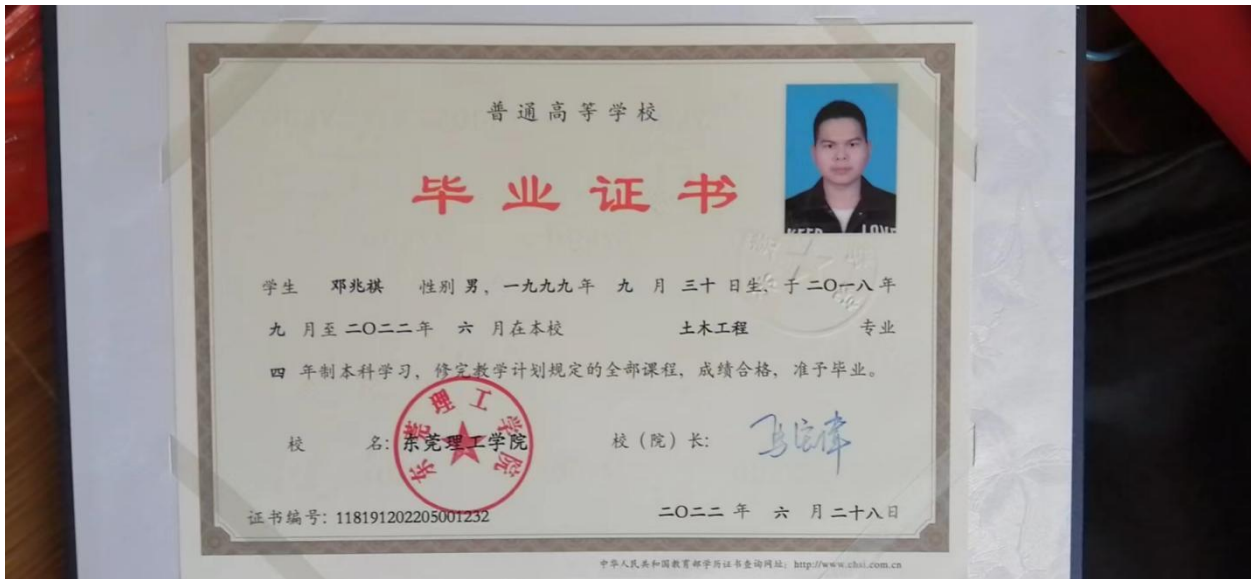 普通高等学校
毕业证书
KEEP LOVE
学生 邓兆祺 性别 男，一九九九年 九 月 三十 日生，于二〇一八年
九 月至二〇二二年 六 月在本校 土木工程 专业
四 年制本科学习，修完教学计划规定的全部课程，成绩合格，准予毕业。
东莞理工学院
校 名：东莞理工学院 校（院）长：
证书编号：118191202205001232 二〇二二 年 六 月 二十八日
中华人民共和国教育部学历证书查询网址：http://www.chsi.com.cn